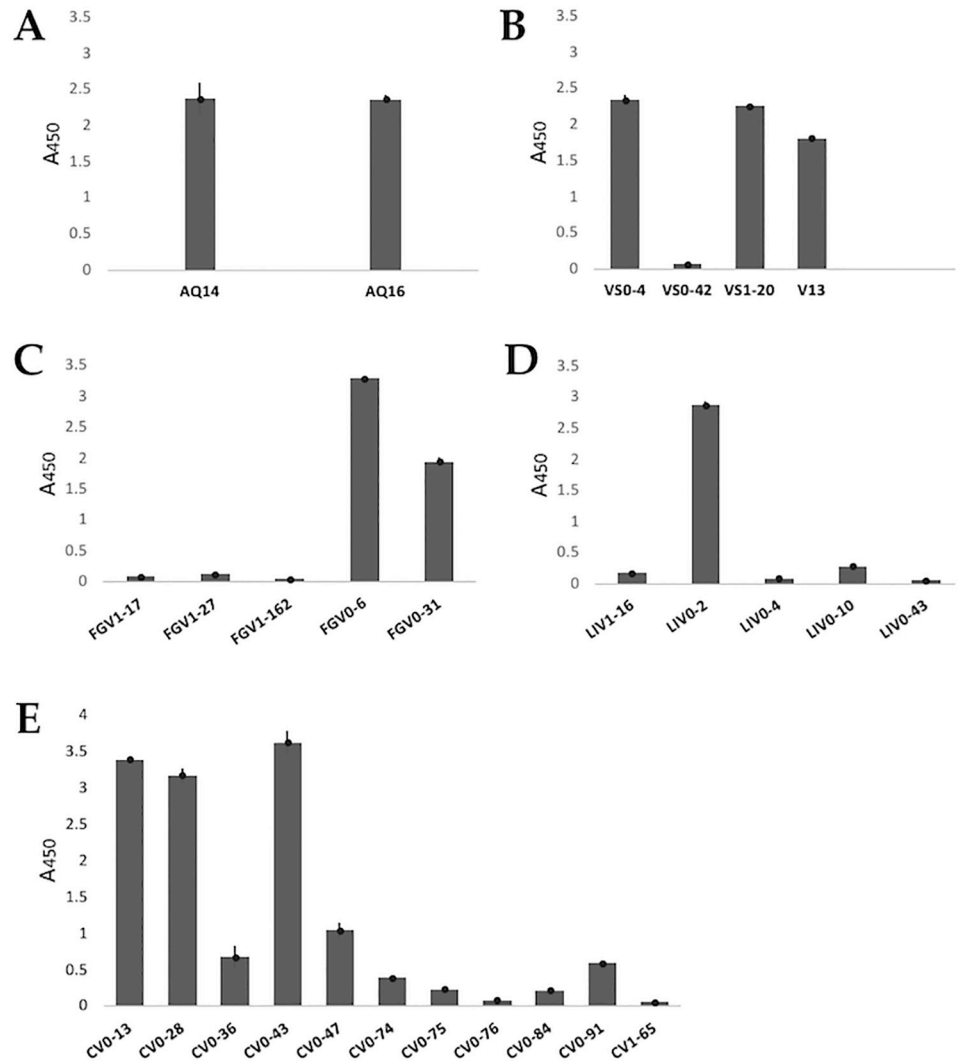 A
3.5
3
2.5
2
1.5
1
0.5
0
A450
AQ14 AQ16
B
3.5
3
2.5
2
1.5
1
0.5
0
A450
VS0-4 VS0-42 VS1-20 V13
C
3.5
3
2.5
2
1.5
1
0.5
0
A450
FGV1-17 FGV1-27 FGV1-162 FGV0-6 FGV0-31
D
3.5
3
2.5
2
1.5
1
0.5
0
A450
LIV1-16 LIV0-2 LIV0-4 LIV0-10 LIV0-43
E
4
3.5
3
2.5
2
1.5
1
0.5
0
A450
CV0-13 CV0-28 CV0-36 CV0-43 CV0-47 CV0-74 CV0-75 CV0-76 CV0-84 CV0-91 CV1-65